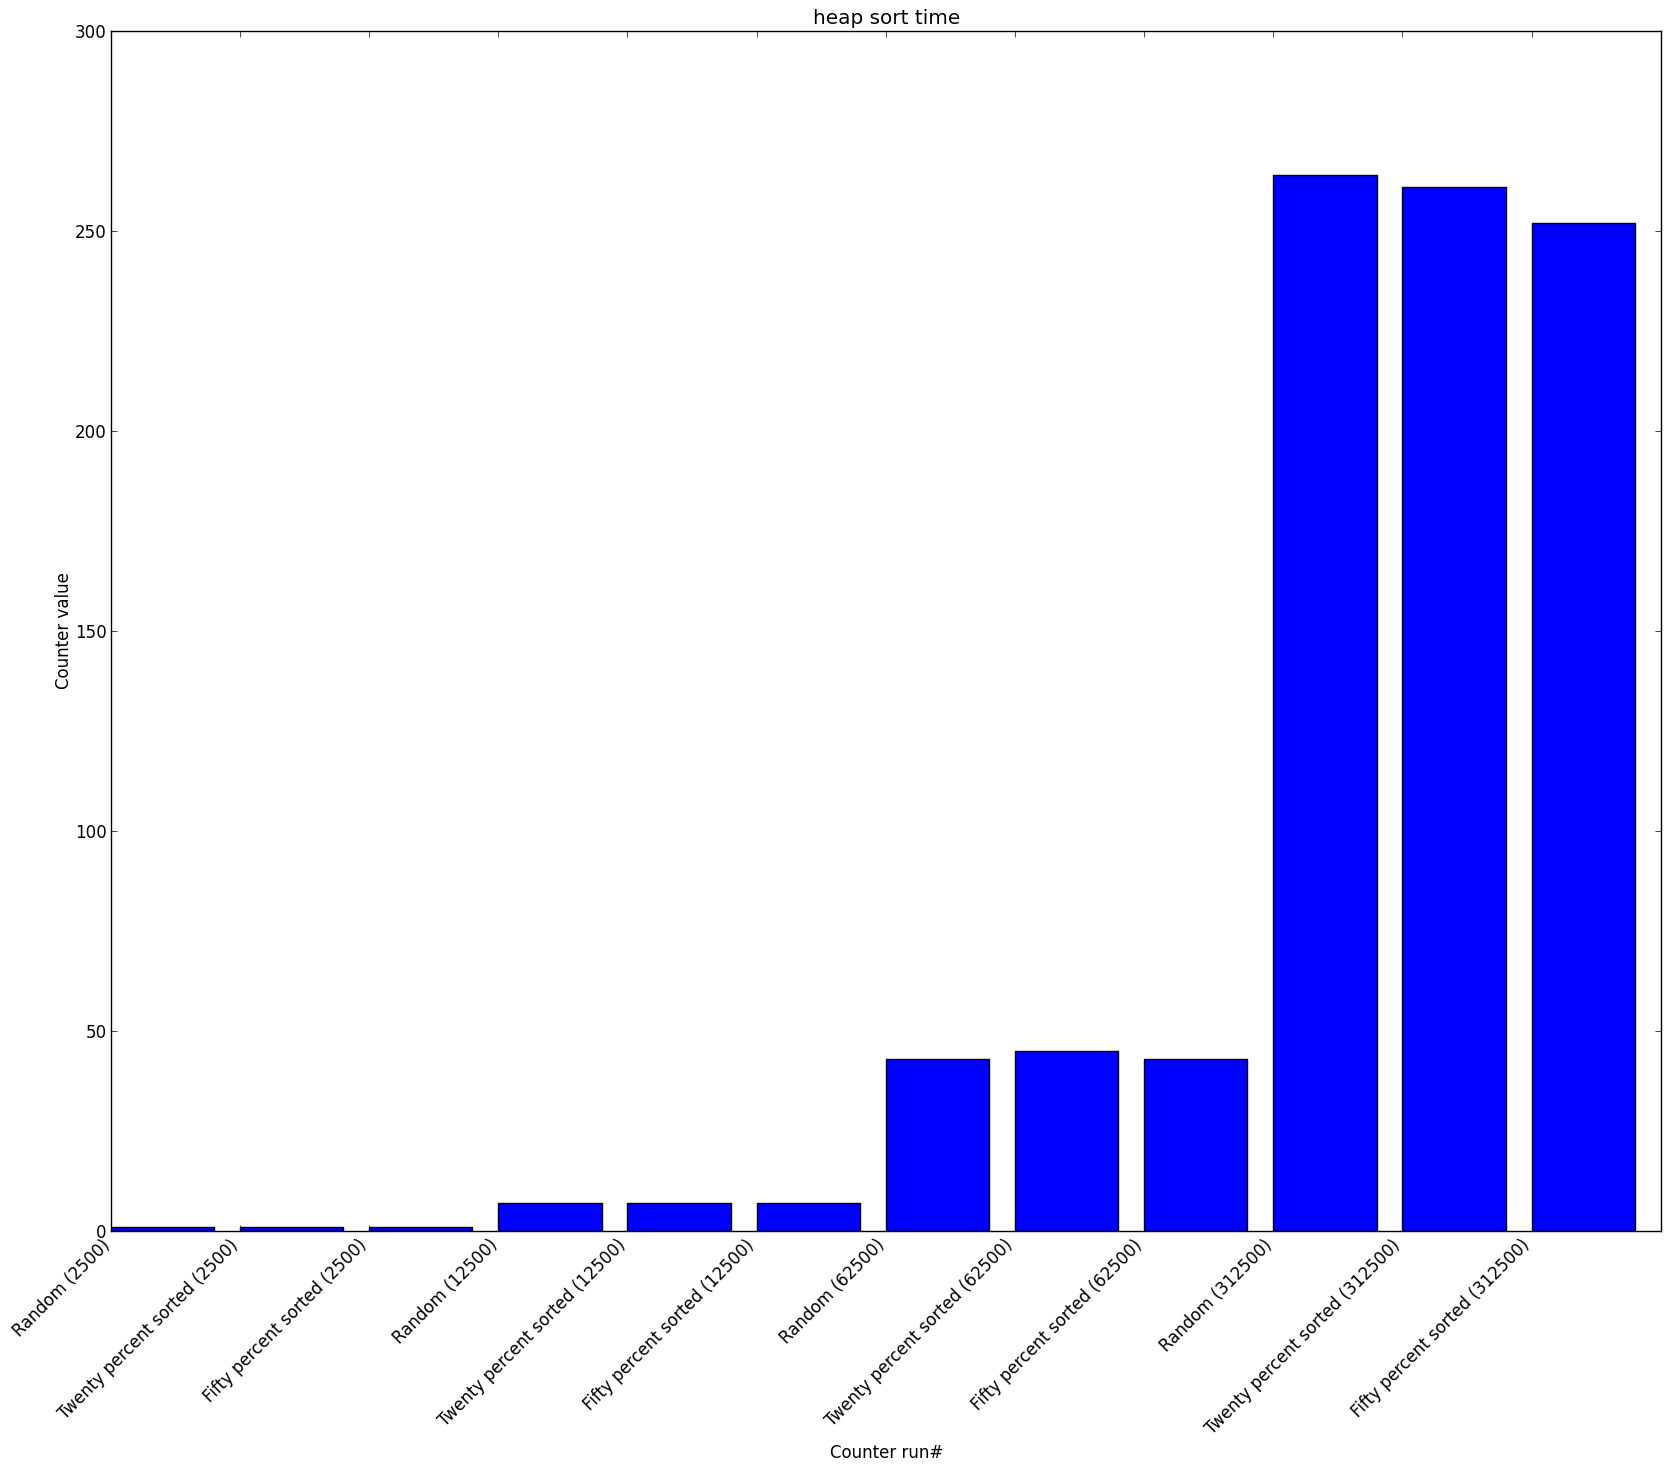 heap sort time
300
250
200
150
100
50
0
Counter value
Random (2500)
Twenty percent sorted (2500)
Fifty percent sorted (2500)
Random (12500)
Twenty percent sorted (12500)
Fifty percent sorted (12500)
Random (62500)
Twenty percent sorted (62500)
Fifty percent sorted (62500)
Random (312500)
Twenty percent sorted (312500)
Fifty percent sorted (312500)
Counter run#